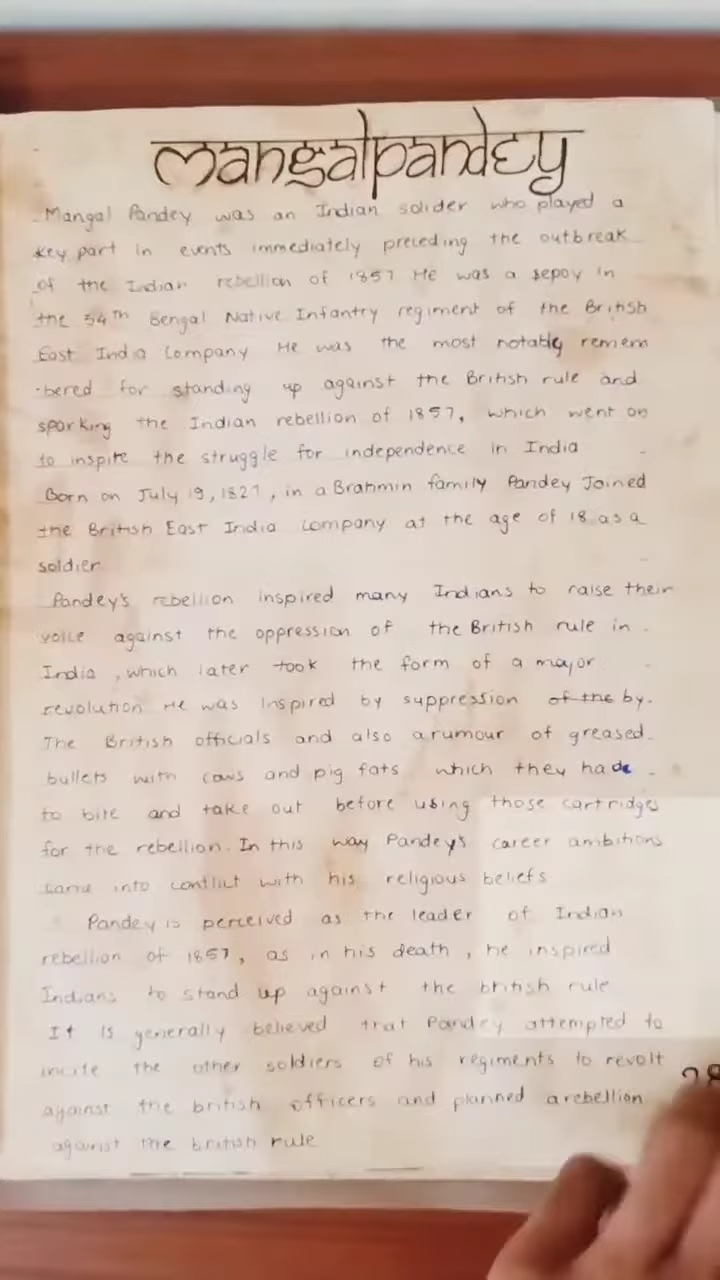 mangalpandey
Mangal Pandey was an Indian solider who played a
key part in events immediately preceding the outbreak
of the Indian rebellion of 1857 He was a sepoy in
the 34th Bengal Native Infantry regiment of the British
East India Company He was the most notably remem
-bered for standing up against the British rule and
sparking the Indian rebellion of 1857, which went on
to inspire the struggle for independence in India
Born on July 19, 1827, in a Brahmin family Pandey Joined
the British East India Company at the age of 18 as a
soldier
Pandey's rebellion inspired many Indians to raise their
voice against the oppression of the British rule in
India, which later took the form of a mayor
revolution He was inspired by suppression of the by.
The British officials and also a rumour of greased
bullets with cows and pig fats which they had
to bite and take out before using those cartridges
for the rebellion. In this way Pandey's career ambitions
came into conflict with his religious beliefs
Pandey is perceived as the leader of Indian
rebellion of 1857, as in his death, he inspired
Indians to stand up against the british rule
It is generally believed that Pandey attempted to
incite the other soldiers of his regiments to revolt
against the british officers and planned a rebellion
against the british rule
28